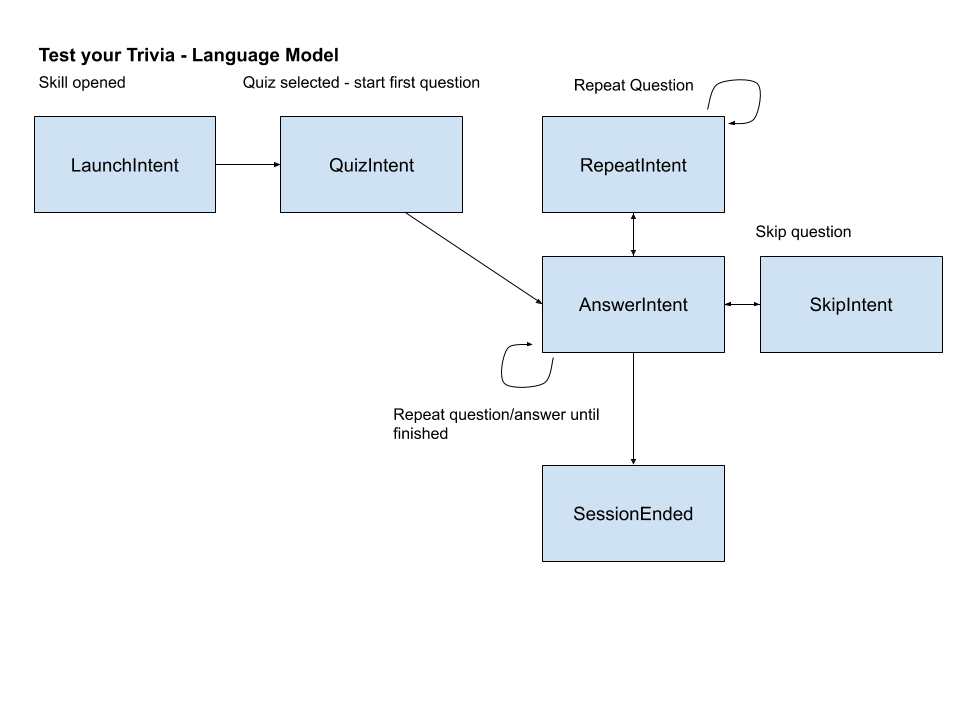 Test your Trivia - Language Model
Skill opened
Quiz selected - start first question
Repeat Question
LaunchIntent
QuizIntent
RepeatIntent
Skip question
AnswerIntent
SkipIntent
Repeat question/answer until
finished
SessionEnded